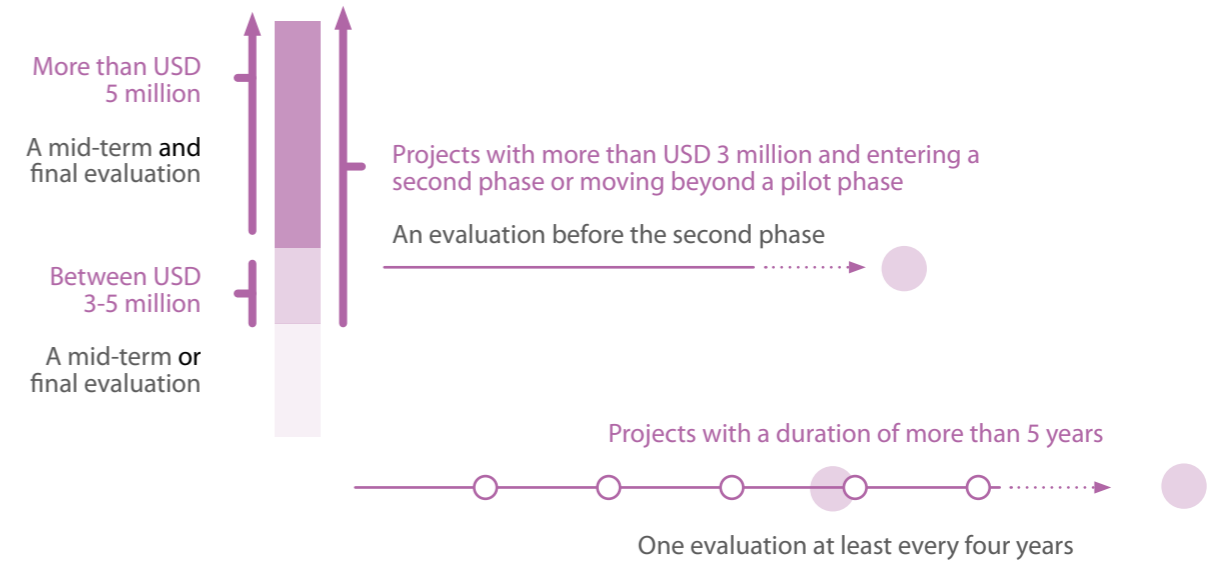 More than USD
5 million
A mid-term and
final evaluation
Between USD
3-5 million
A mid-term or
final evaluation
Projects with more than USD 3 million and entering a
second phase or moving beyond a pilot phase
An evaluation before the second phase
Projects with a duration of more than 5 years
One evaluation at least every four years